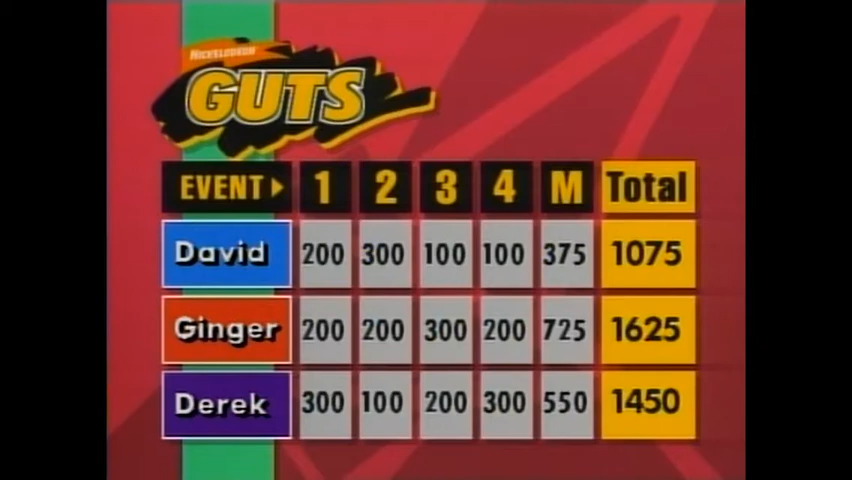 NICKELODEON
GUTS
EVENT 1 2 3 4 M Total
David 200 300 100 100 375 1075
Ginger 200 200 300 200 725 1625
Derek 300 100 200 300 550 1450